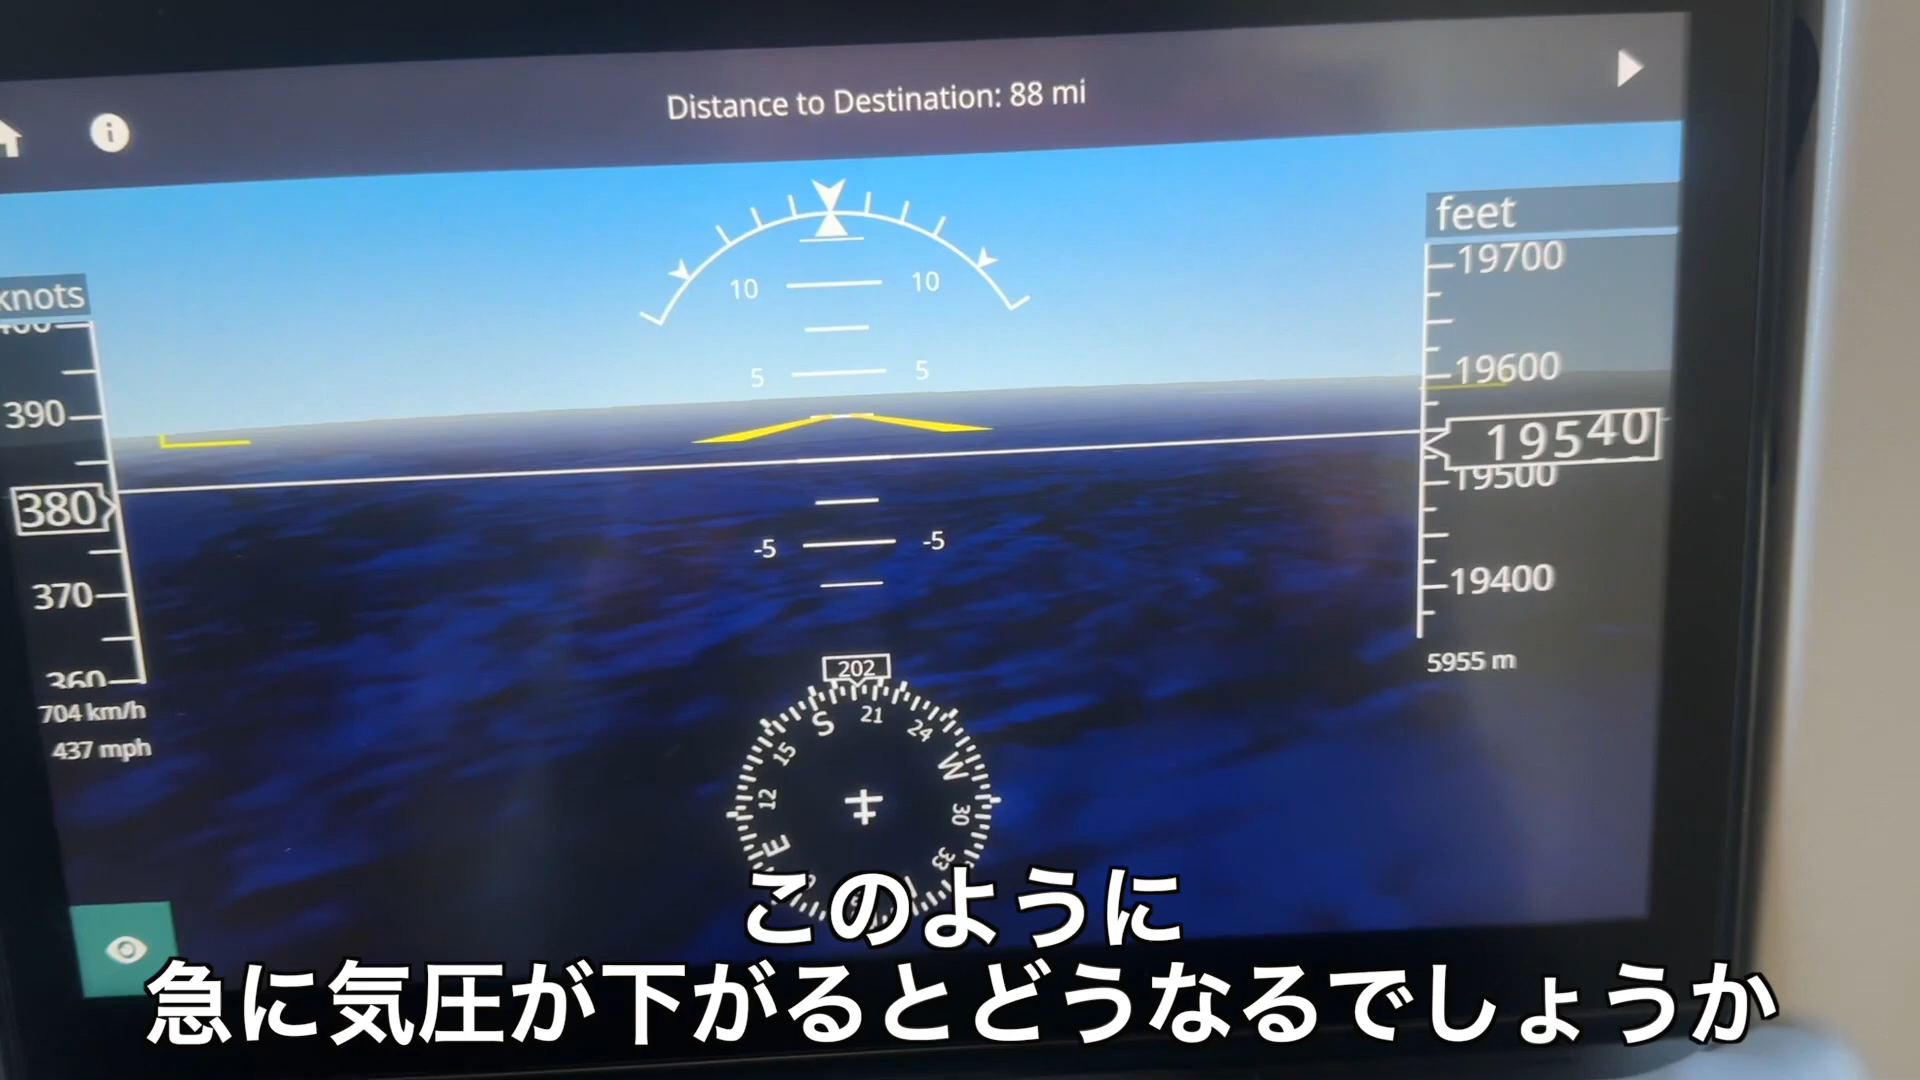 Distance to Destination: 88 mi
knots
390
380
370
360
704 km/h
437 mph
10 10
5 5
-5 -5
feet
19700
19600
19540
19500
19400
5955 m
202
S 21 24 W 30 33
15 12 E
このように
急に気圧が下がるとどうなるでしょうか